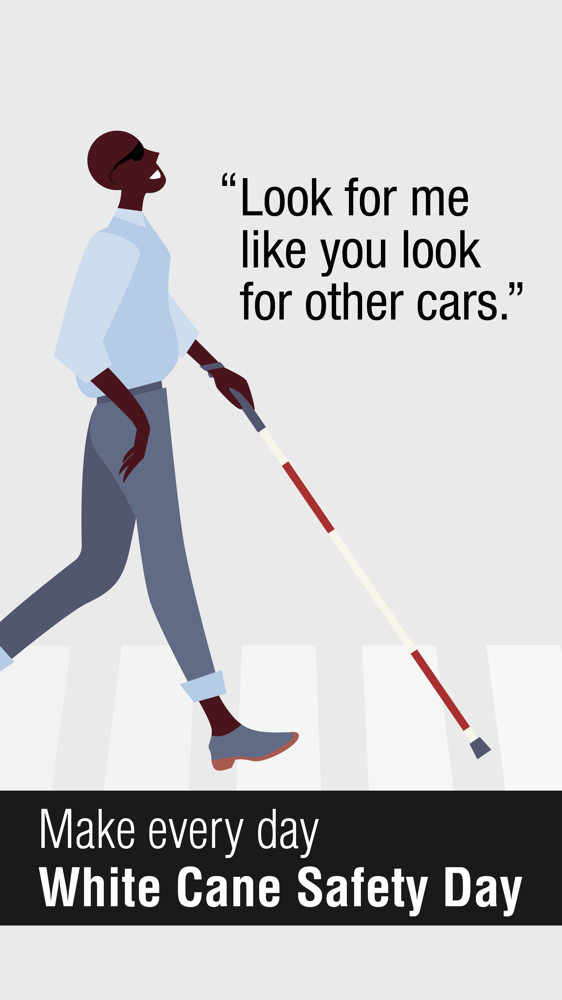 “Look for me
like you look
for other cars.”
Make every day
White Cane Safety Day